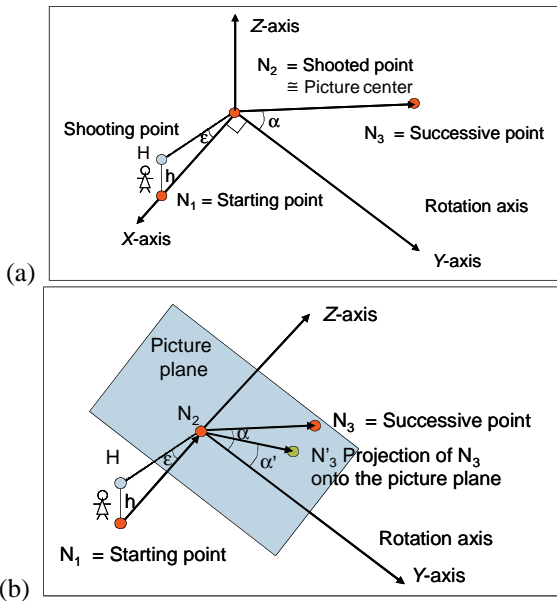 Z-axis
N2 = Shooted point
≅ Picture center
α
Shooting point
ε
N3 = Successive point
H
h
N1 = Starting point
Rotation axis
X-axis
Y-axis
(a)
Z-axis
Picture
plane
N2
N3 = Successive point
α
H
ε
α'
N'3 Projection of N3
onto the picture plane
h
Rotation axis
N1 = Starting point
Y-axis
(b)